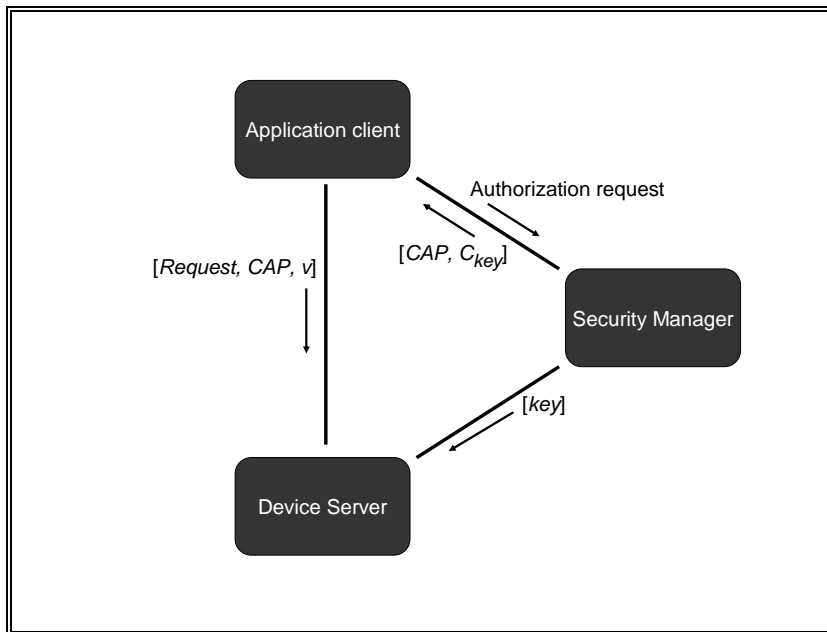 Application client
Authorization request
[CAP, Ckey]
[Request, CAP, v]
Security Manager
[key]
Device Server